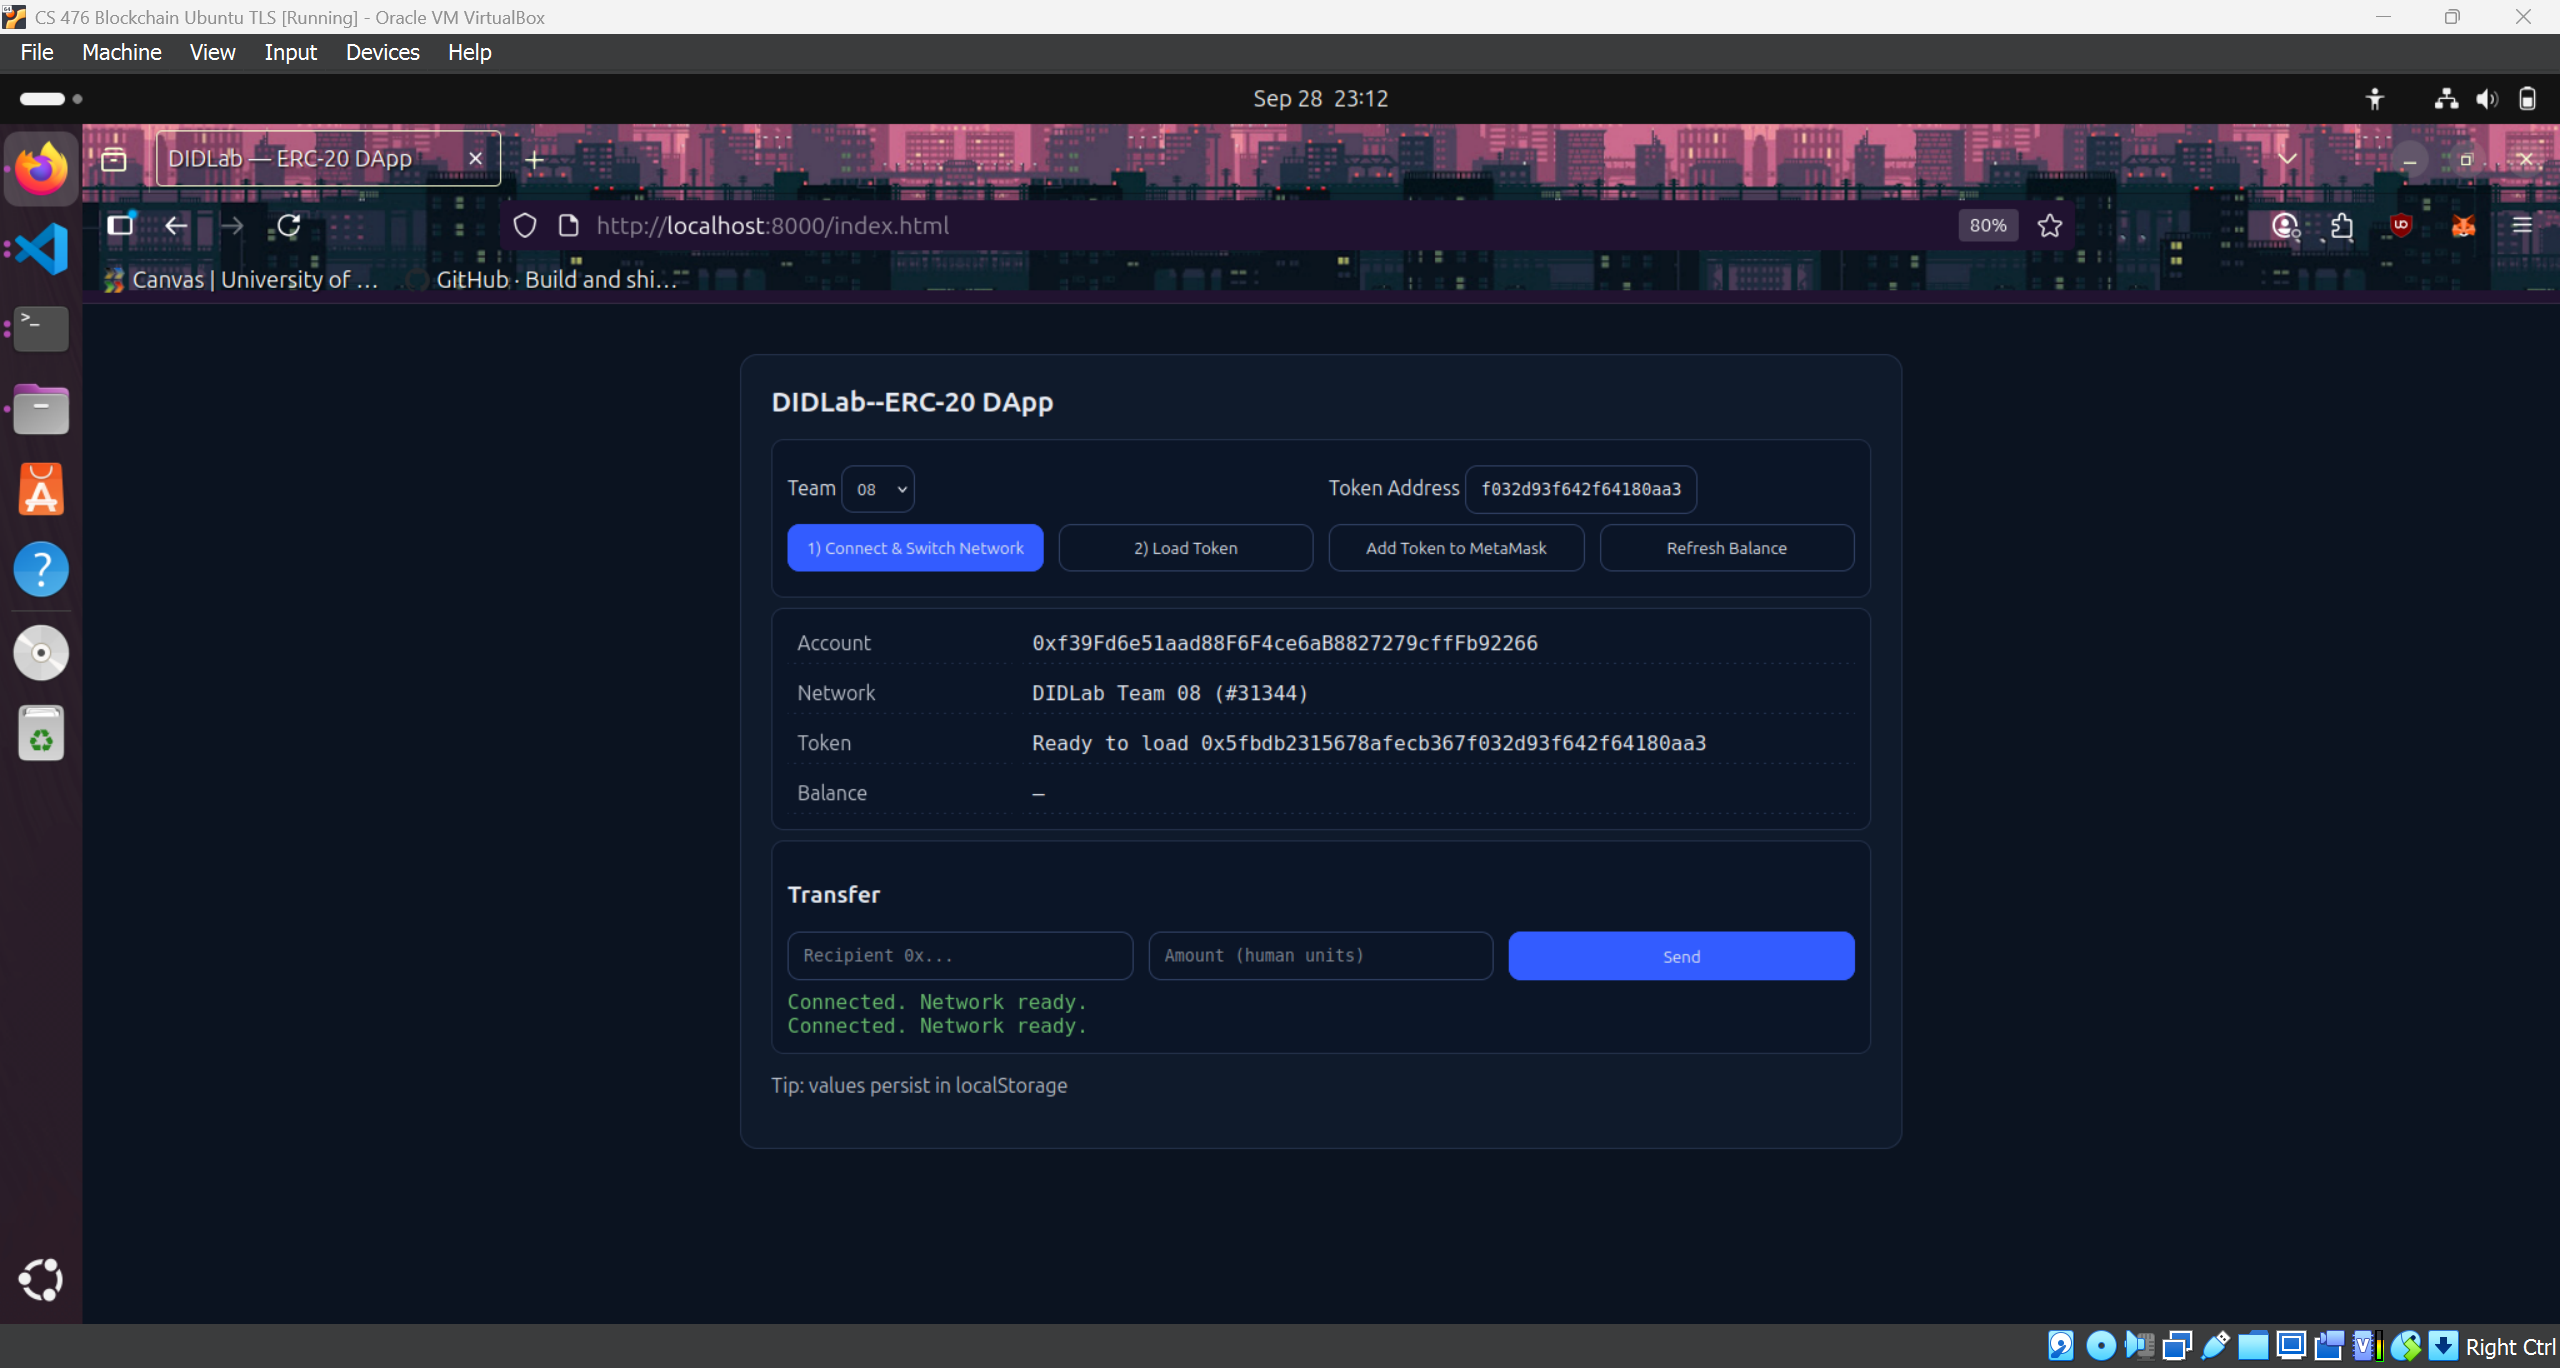 CS 476 Blockchain Ubuntu TLS [Running] - Oracle VM VirtualBox
File Machine View Input Devices Help
Sep 28 23:12
DIDLab — ERC-20 DApp
http://localhost:8000/index.html
80%
Canvas | University of ...
GitHub · Build and shi...
DIDLab--ERC-20 DApp
Team 08
Token Address f032d93f642f64180aa3
1) Connect & Switch Network
2) Load Token
Add Token to MetaMask
Refresh Balance
Account 0xf39Fd6e51aad88F6F4ce6aB8827279cffFb92266
Network DIDLab Team 08 (#31344)
Token Ready to load 0x5fbdb2315678afecb367f032d93f642f64180aa3
Balance —
Transfer
Recipient 0x...
Amount (human units)
Send
Connected. Network ready.
Connected. Network ready.
Tip: values persist in localStorage
Right Ctrl